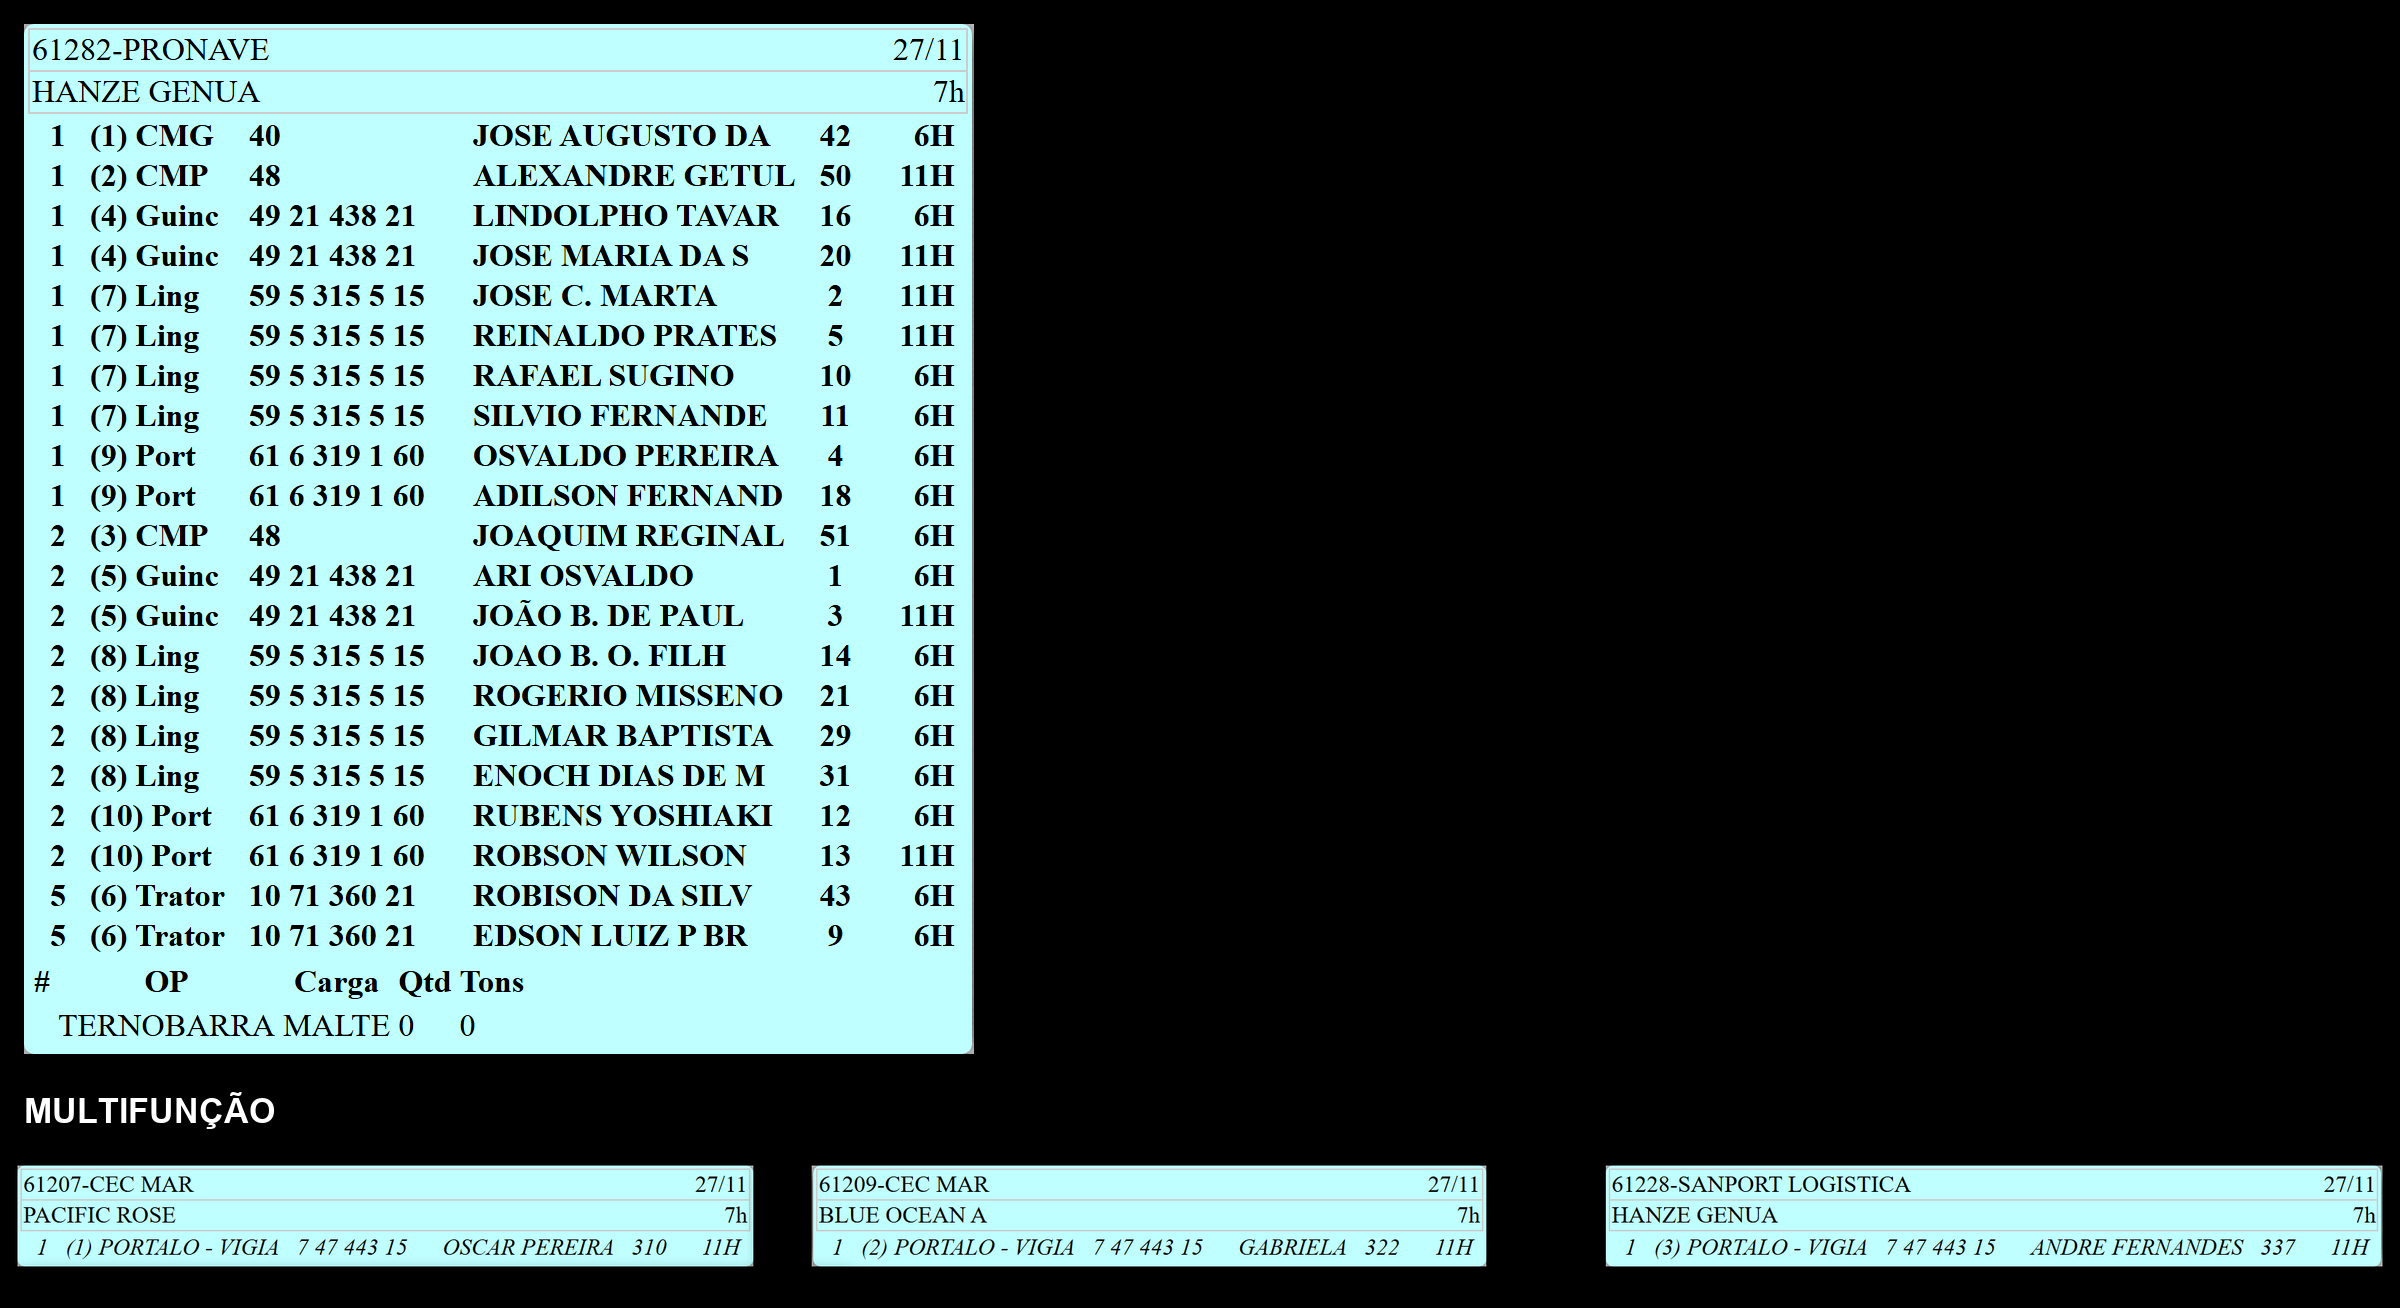 61282-PRONAVE 27/11
HANZE GENUA 7h
1 (1) CMG 40 JOSE AUGUSTO DA 42 6H
1 (2) CMP 48 ALEXANDRE GETUL 50 11H
1 (4) Guinc 49 21 438 21 LINDOLPHO TAVAR 16 6H
1 (4) Guinc 49 21 438 21 JOSE MARIA DA S 20 11H
1 (7) Ling 59 5 315 5 15 JOSE C. MARTA 2 11H
1 (7) Ling 59 5 315 5 15 REINALDO PRATES 5 11H
1 (7) Ling 59 5 315 5 15 RAFAEL SUGINO 10 6H
1 (7) Ling 59 5 315 5 15 SILVIO FERNANDE 11 6H
1 (9) Port 61 6 319 1 60 OSVALDO PEREIRA 4 6H
1 (9) Port 61 6 319 1 60 ADILSON FERNAND 18 6H
2 (3) CMP 48 JOAQUIM REGINAL 51 6H
2 (5) Guinc 49 21 438 21 ARI OSVALDO 1 6H
2 (5) Guinc 49 21 438 21 JOÃO B. DE PAUL 3 11H
2 (8) Ling 59 5 315 5 15 JOAO B. O. FILH 14 6H
2 (8) Ling 59 5 315 5 15 ROGERIO MISSENO 21 6H
2 (8) Ling 59 5 315 5 15 GILMAR BAPTISTA 29 6H
2 (8) Ling 59 5 315 5 15 ENOCH DIAS DE M 31 6H
2 (10) Port 61 6 319 1 60 RUBENS YOSHIAKI 12 6H
2 (10) Port 61 6 319 1 60 ROBSON WILSON 13 11H
5 (6) Trator 10 71 360 21 ROBISON DA SILV 43 6H
5 (6) Trator 10 71 360 21 EDSON LUIZ P BR 9 6H
# OP Carga Qtd Tons
TERNOBARRA MALTE 0 0
MULTIFUNÇÃO
61207-CEC MAR 27/11
PACIFIC ROSE 7h
1 (1) PORTALO - VIGIA 7 47 443 15 OSCAR PEREIRA 310 11H
61209-CEC MAR 27/11
BLUE OCEAN A 7h
1 (2) PORTALO - VIGIA 7 47 443 15 GABRIELA 322 11H
61228-SANPORT LOGISTICA 27/11
HANZE GENUA 7h
1 (3) PORTALO - VIGIA 7 47 443 15 ANDRE FERNANDES 337 11H